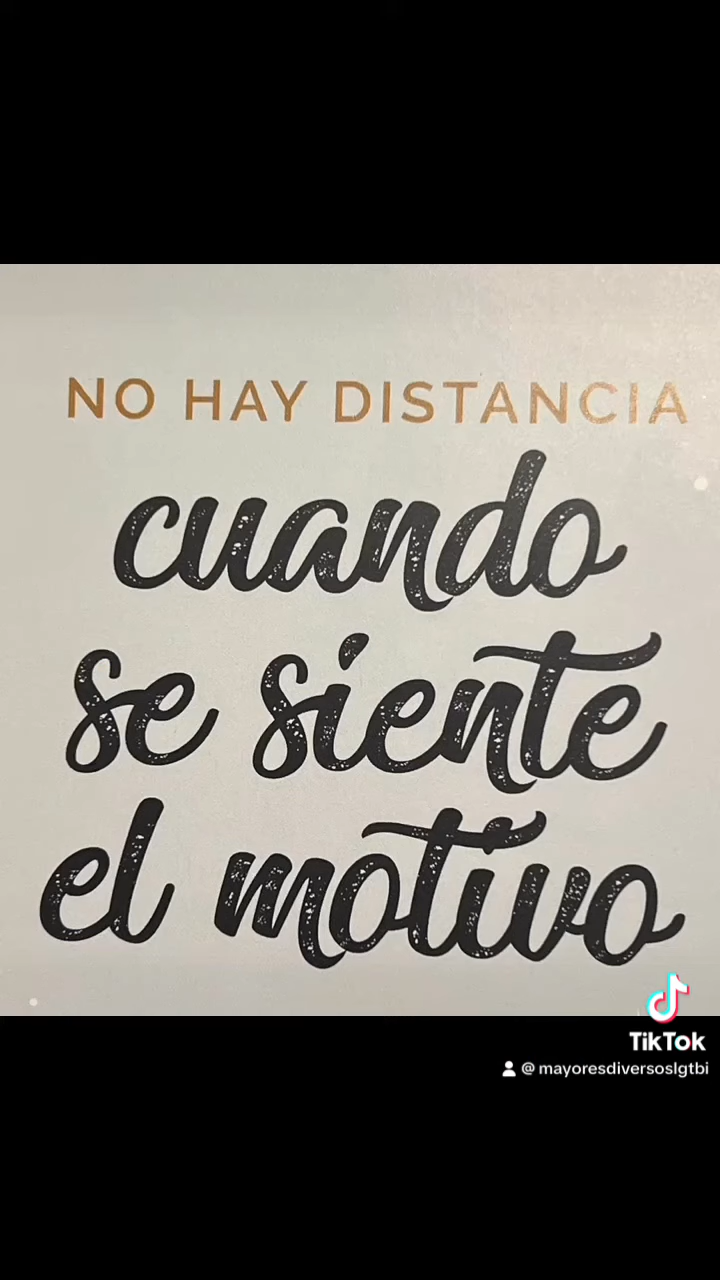 NO HAY DISTANCIA
cuando
se siente
el motivo
TikTok
@mayoresdiversoslgtbi